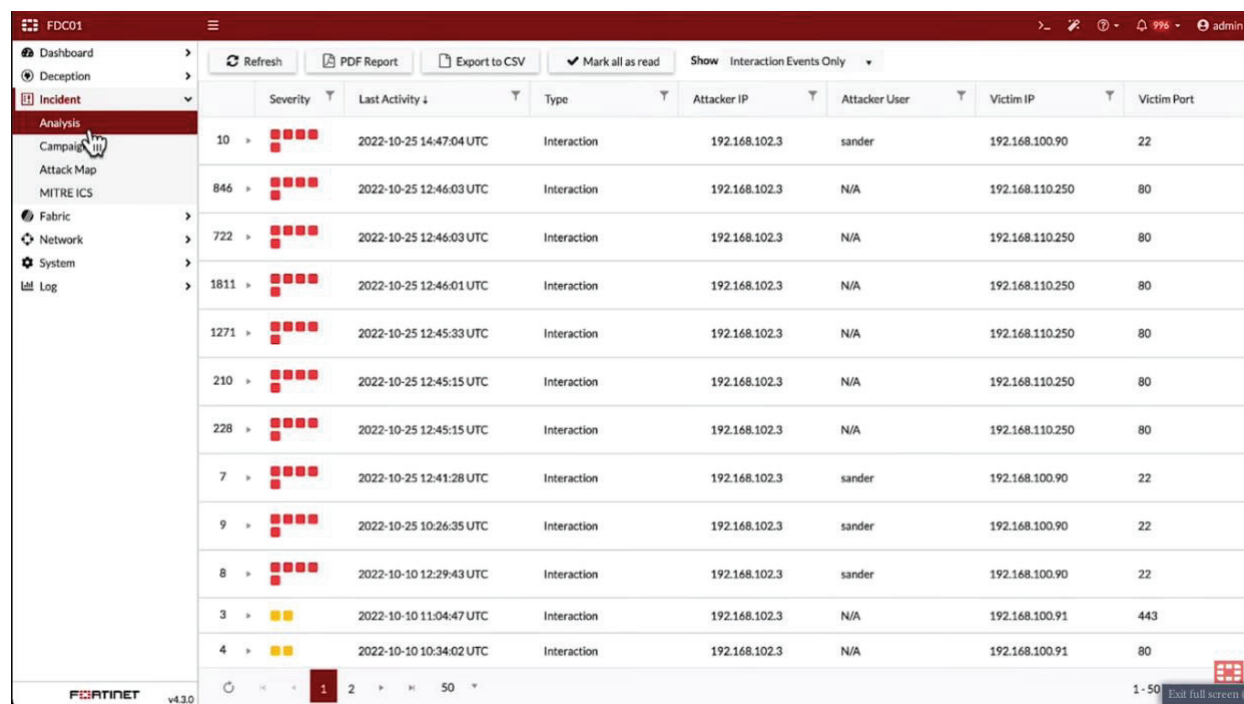 FDC01
>_ 996 admin
Dashboard
Deception
Incident
Analysis
Campaig
Attack Map
MITRE ICS
Fabric
Network
System
Log
Refresh PDF Report Export to CSV Mark all as read Show Interaction Events Only
Severity Last Activity ↓ Type Attacker IP Attacker User Victim IP Victim Port
10 2022-10-25 14:47:04 UTC Interaction 192.168.102.3 sander 192.168.100.90 22
846 2022-10-25 12:46:03 UTC Interaction 192.168.102.3 N/A 192.168.110.250 80
722 2022-10-25 12:46:03 UTC Interaction 192.168.102.3 N/A 192.168.110.250 80
1811 2022-10-25 12:46:01 UTC Interaction 192.168.102.3 N/A 192.168.110.250 80
1271 2022-10-25 12:45:33 UTC Interaction 192.168.102.3 N/A 192.168.110.250 80
210 2022-10-25 12:45:15 UTC Interaction 192.168.102.3 N/A 192.168.110.250 80
228 2022-10-25 12:45:15 UTC Interaction 192.168.102.3 N/A 192.168.110.250 80
7 2022-10-25 12:41:28 UTC Interaction 192.168.102.3 sander 192.168.100.90 22
9 2022-10-25 10:26:35 UTC Interaction 192.168.102.3 sander 192.168.100.90 22
8 2022-10-10 12:29:43 UTC Interaction 192.168.102.3 sander 192.168.100.90 22
3 2022-10-10 11:04:47 UTC Interaction 192.168.102.3 N/A 192.168.100.91 443
4 2022-10-10 10:34:02 UTC Interaction 192.168.102.3 N/A 192.168.100.91 80
1 2 50 1 - 50
FORTINET v4.3.0
Exit full screen (